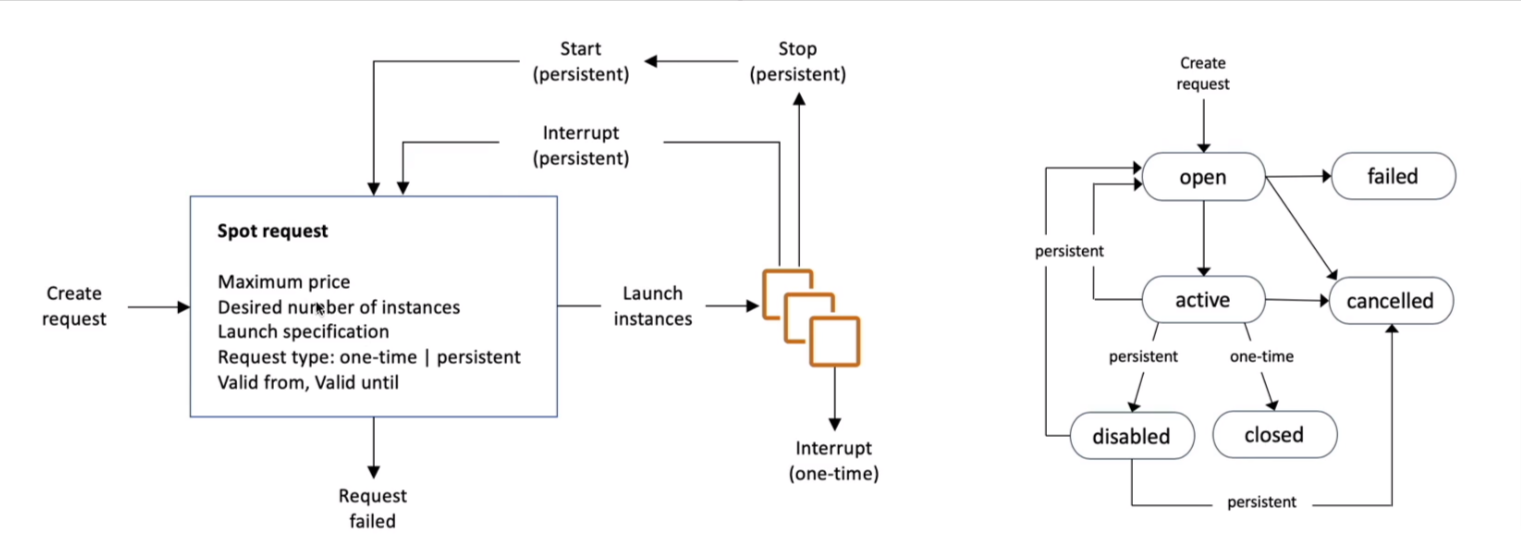 Start
(persistent)
Stop
(persistent)
Interrupt
(persistent)
Create
request
Spot request
Maximum price
Desired number of instances
Launch specification
Request type: one-time | persistent
Valid from, Valid until
Launch
instances
Interrupt
(one-time)
Request
failed
Create
request
open
failed
persistent
active
cancelled
persistent
one-time
disabled
closed
persistent